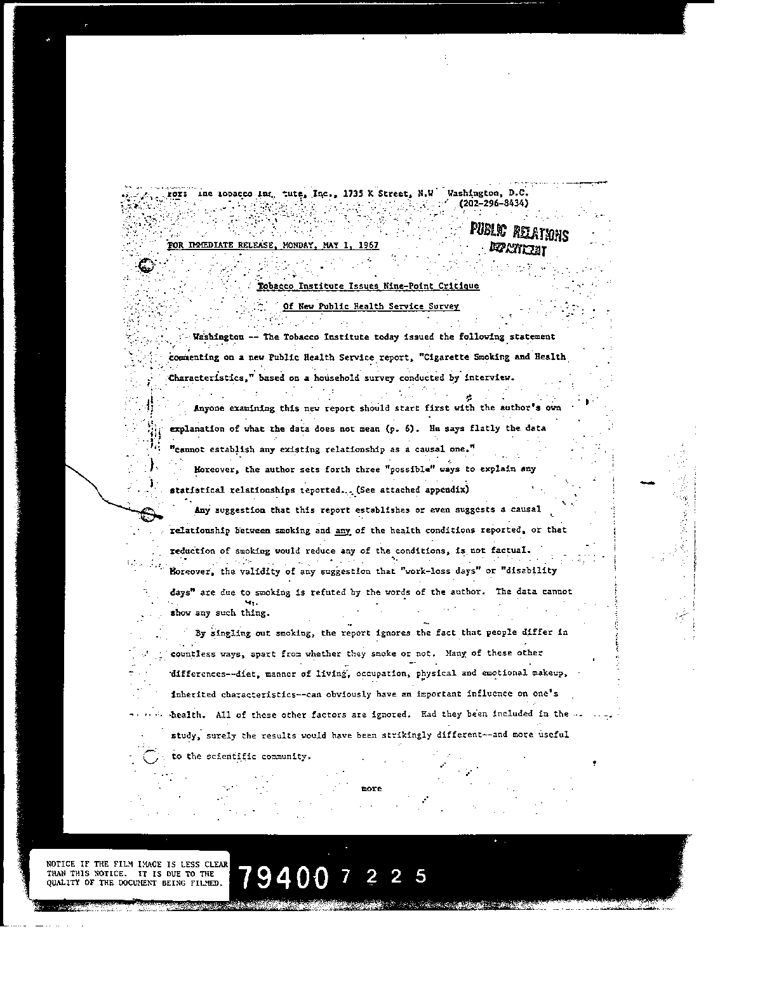 The Tobacco Inc., 1735 K Street, N.W Washington, D.C.
(202-296-8434)
PUBLIC RELATIONS
DEPARTMENT
FOR IMMEDIATE RELEASE, MONDAY, MAY 1, 1967
Tobacco Institute Issues Nine-Point Critique
Of New Public Health Service Survey
Washington -- The Tobacco Institute today issued the following statement
commenting on a new Public Health Service report, "Cigarette Smoking and Health
Characteristics," based on a household survey conducted by interview.
Anyone examining this new report should start first with the author's own
explanation of what the data does not mean (p. 6). He says flatly the data
"cannot establish any existing relationship as a causal one."
Moreover, the author sets forth three "possible" ways to explain any
statistical relationships reported... (See attached appendix)
Any suggestion that this report establishes or even suggests a causal
relationship between smoking and any of the health conditions reported, or that
reduction of smoking would reduce any of the conditions, is not factual.
Moreover, the validity of any suggestion that "work-loss days" or "disability
days" are due to smoking is refuted by the words of the author. The data cannot
show any such thing.
By singling out smoking, the report ignores the fact that people differ in
countless ways, apart from whether they smoke or not. Many of these other
differences--diet, manner of living, occupation, physical and emotional makeup,
inherited characteristics--can obviously have an important influence on one's
health. All of these other factors are ignored. Had they been included in the
study, surely the results would have been strikingly different--and more useful
to the scientific community.
more
NOTICE IF THE FILM IMAGE IS LESS CLEAR
THAN THIS NOTICE. IT IS DUE TO THE
QUALITY OF THE DOCUMENT BEING FILMED.
79400 7 2 2 5